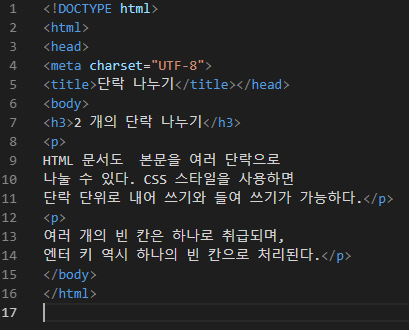 1 <!DOCTYPE html>
2 <html>
3 <head>
4 <meta charset="UTF-8">
5 <title>단락 나누기</title></head>
6 <body>
7 <h3>2 개의 단락 나누기</h3>
8 <p>
9 HTML 문서도  본문을 여러 단락으로
10 나눌 수 있다. CSS 스타일을 사용하면
11 단락 단위로 내어 쓰기와 들여 쓰기가 가능하다.</p>
12 <p>
13 여러 개의 빈 칸은 하나로 취급되며,
14 엔터 키 역시 하나의 빈 칸으로 처리된다.</p>
15 </body>
16 </html>
17